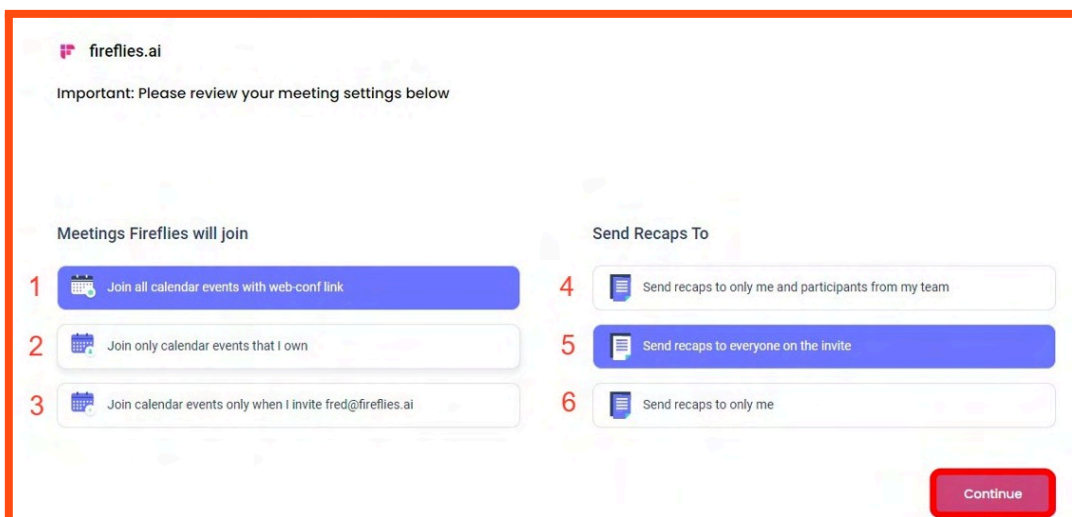 fireflies.ai
Important: Please review your meeting settings below
Meetings Fireflies will join
1 Join all calendar events with web-conf link
2 Join only calendar events that I own
3 Join calendar events only when I invite fred@fireflies.ai
Send Recaps To
4 Send recaps to only me and participants from my team
5 Send recaps to everyone on the invite
6 Send recaps to only me
Continue